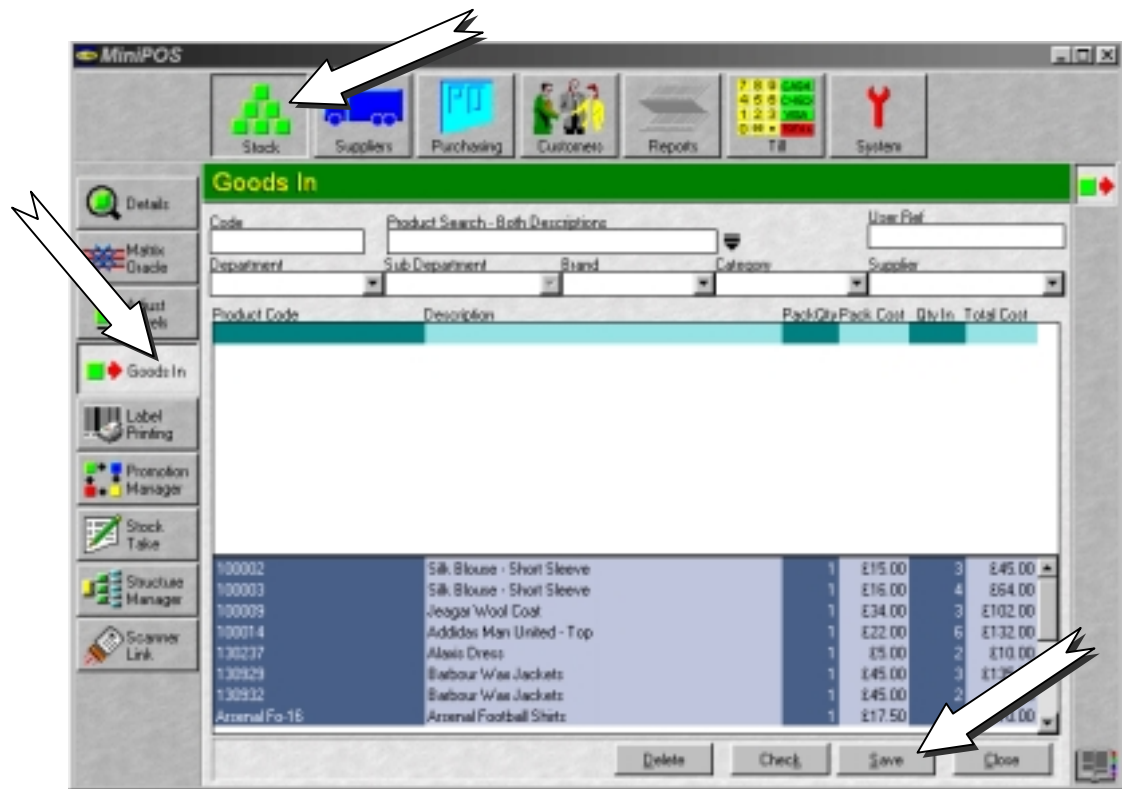 MiniPOS
Stock Suppliers Purchasing Customers Reports Till System
Goods In
Details
Matrix
Oracle
Goods In
Label
Printing
Promotion
Manager
Stock
Take
Structure
Manager
Scanner
Link
Code Product Search - Both Descriptions User Ref
Department Sub Department Brand Category Supplier
Product Code Description Pack Qty Pack Cost Qty In Total Cost
100002 Silk Blouse - Short Sleeve 1 £15.00 3 £45.00
100003 Silk Blouse - Short Sleeve 1 £16.00 4 £64.00
100009 Jeagar Wool Coat 1 £34.00 3 £102.00
100014 Addidas Man United - Top 1 £22.00 6 £132.00
130237 Alaxis Dress 1 £5.00 2 £10.00
130929 Barbour Wax Jackets 1 £45.00 3
130932 Barbour Wax Jackets 1 £45.00 2
Arsenal Fo-16 Arsenal Football Shirts 1 £17.50
Delete Check Save Close